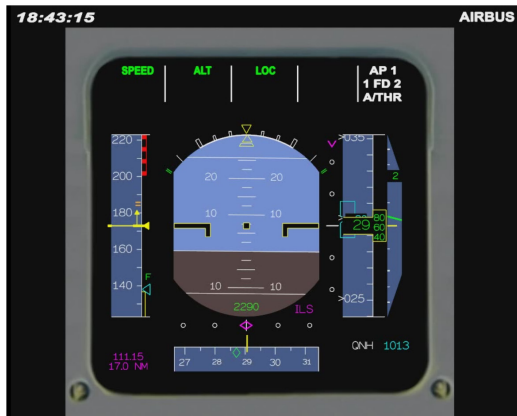 18:43:15
AIRBUS
SPEED ALT LOC AP 1
1 FD 2
A/THR
220
200
180
160
140
F
20 20
10 10
10 10
2290
ILS
035
29
80
60
40
025
2
111.15
17.0 NM
27 28 29 30 31
QNH 1013